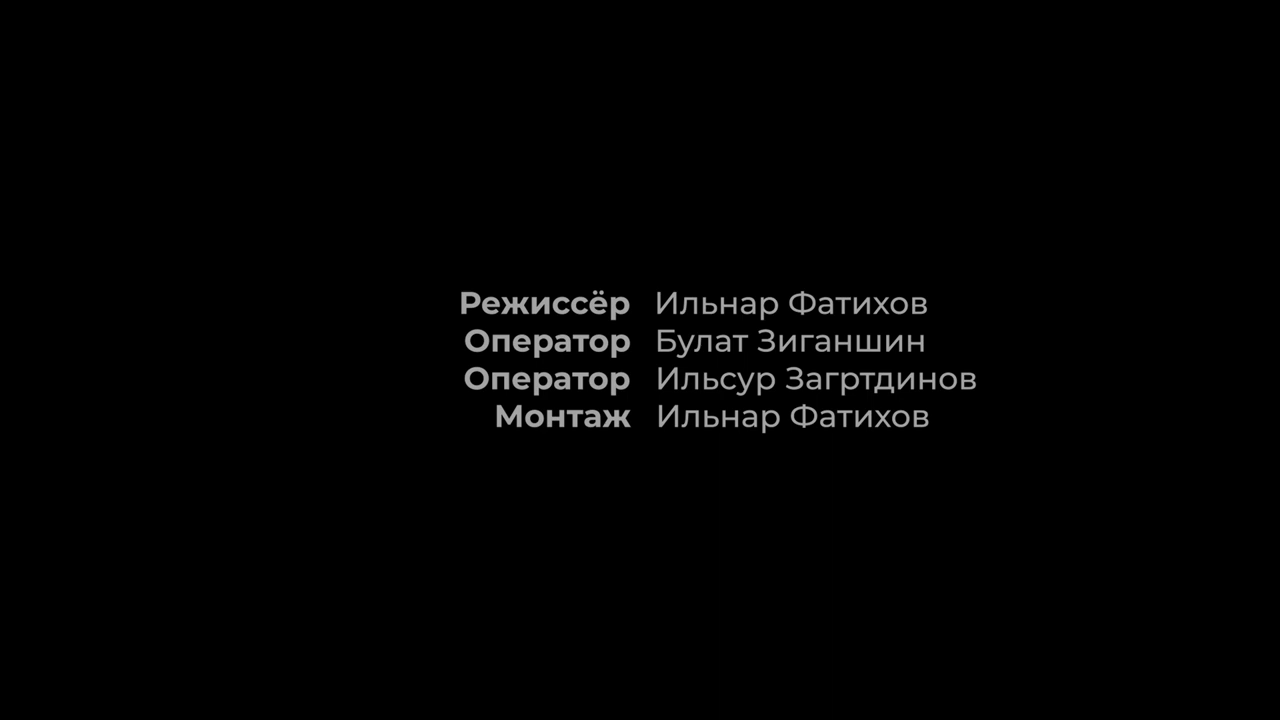 Режиссёр Ильнар Фатихов
Оператор Булат Зиганшин
Оператор Ильсур Загртдинов
Монтаж Ильнар Фатихов